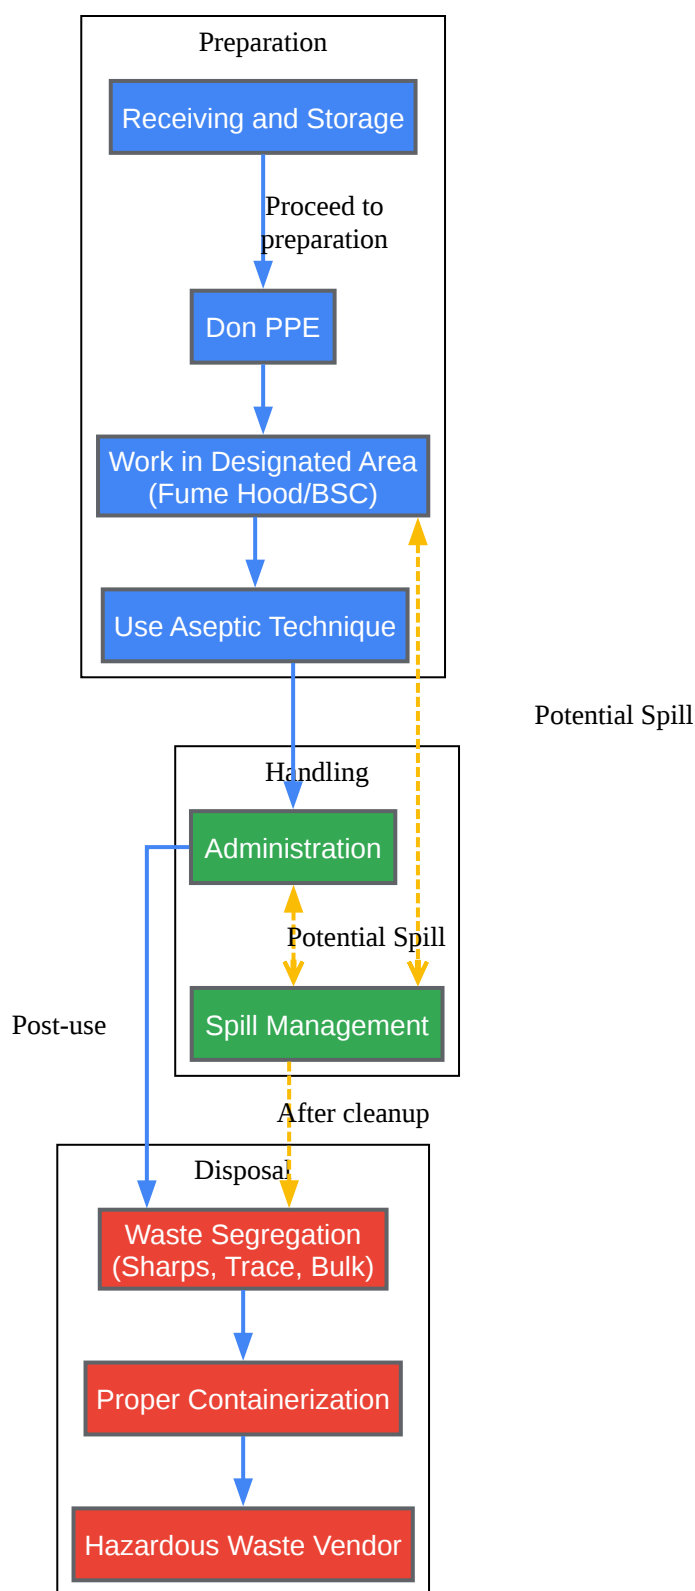 Preparation
Receiving and Storage
Proceed to
preparation
Don PPE
Work in Designated Area
(Fume Hood/BSC)
Use Aseptic Technique
Potential Spill
Handling
Administration
Potential Spill
Spill Management
Post-use
After cleanup
Disposal
Waste Segregation
(Sharps, Trace, Bulk)
Proper Containerization
Hazardous Waste Vendor